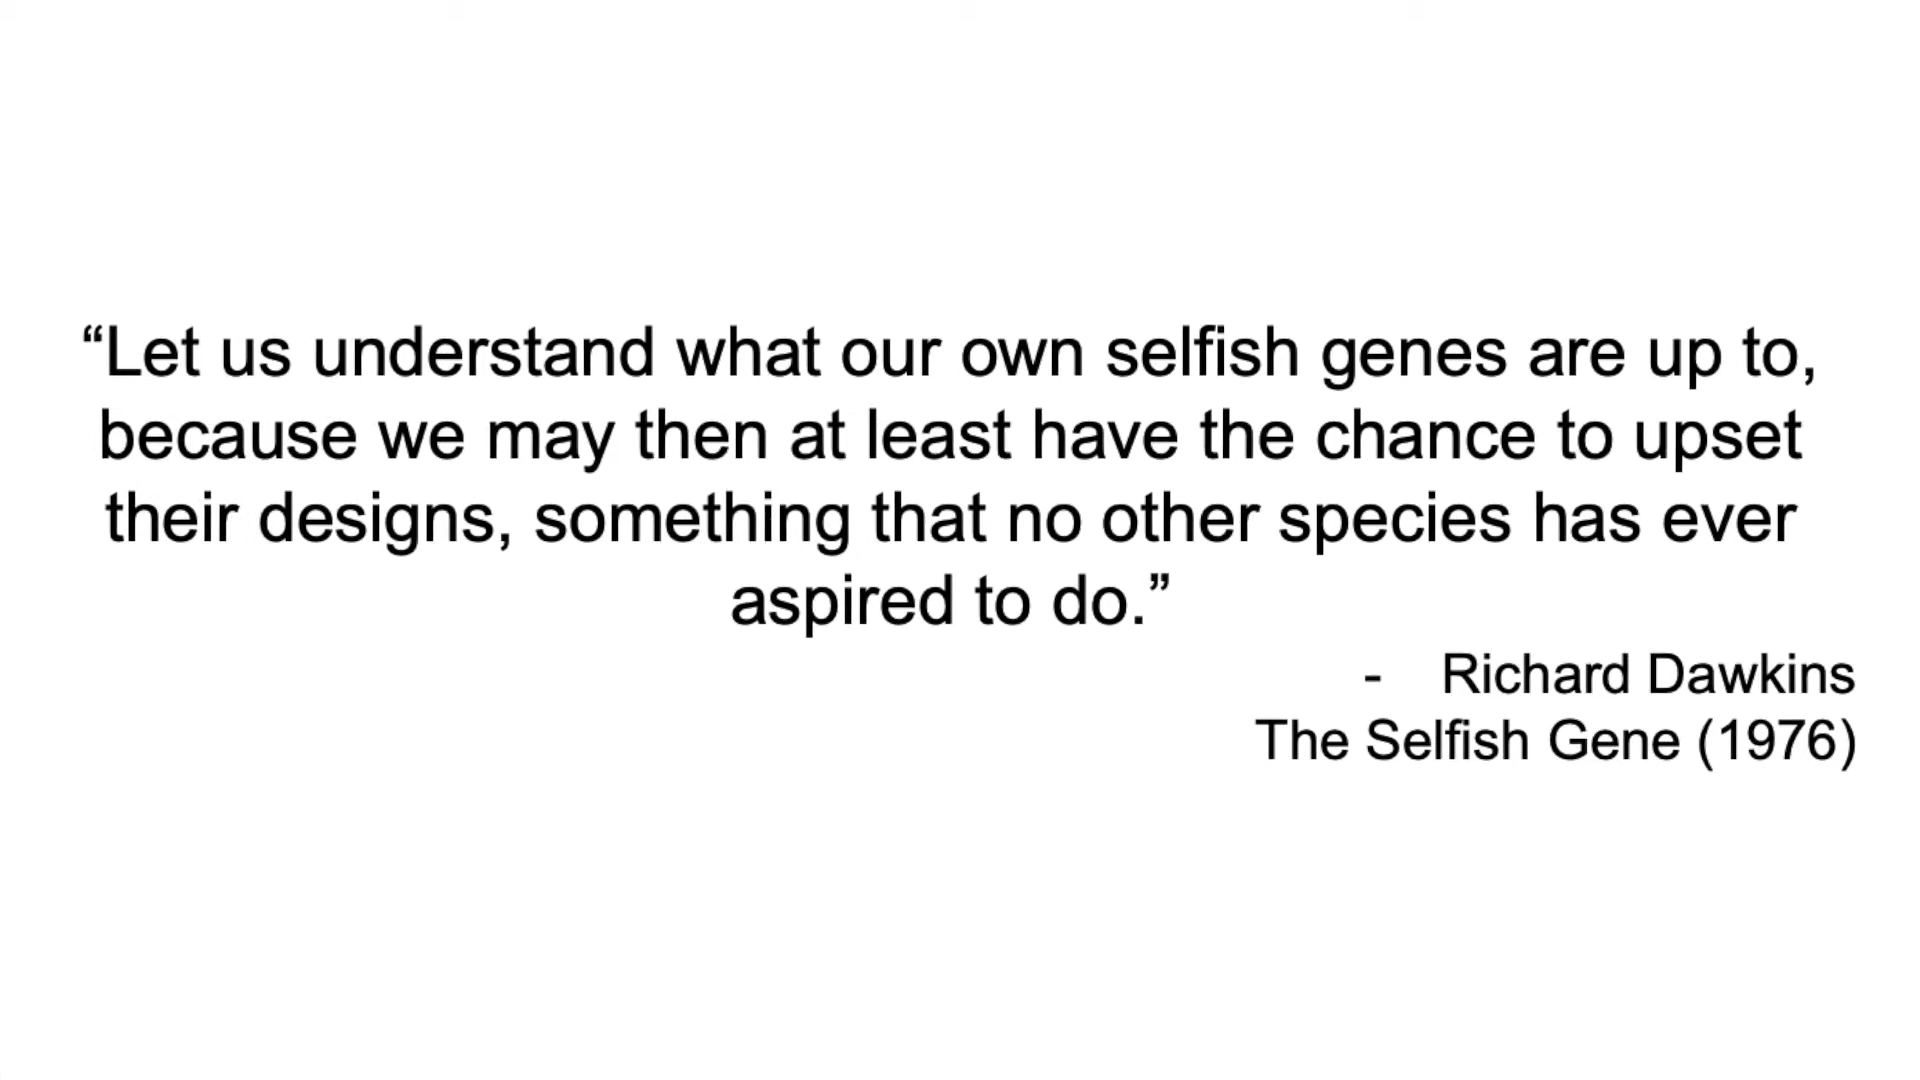 “Let us understand what our own selfish genes are up to,
because we may then at least have the chance to upset
their designs, something that no other species has ever
aspired to do.”
- Richard Dawkins
The Selfish Gene (1976)